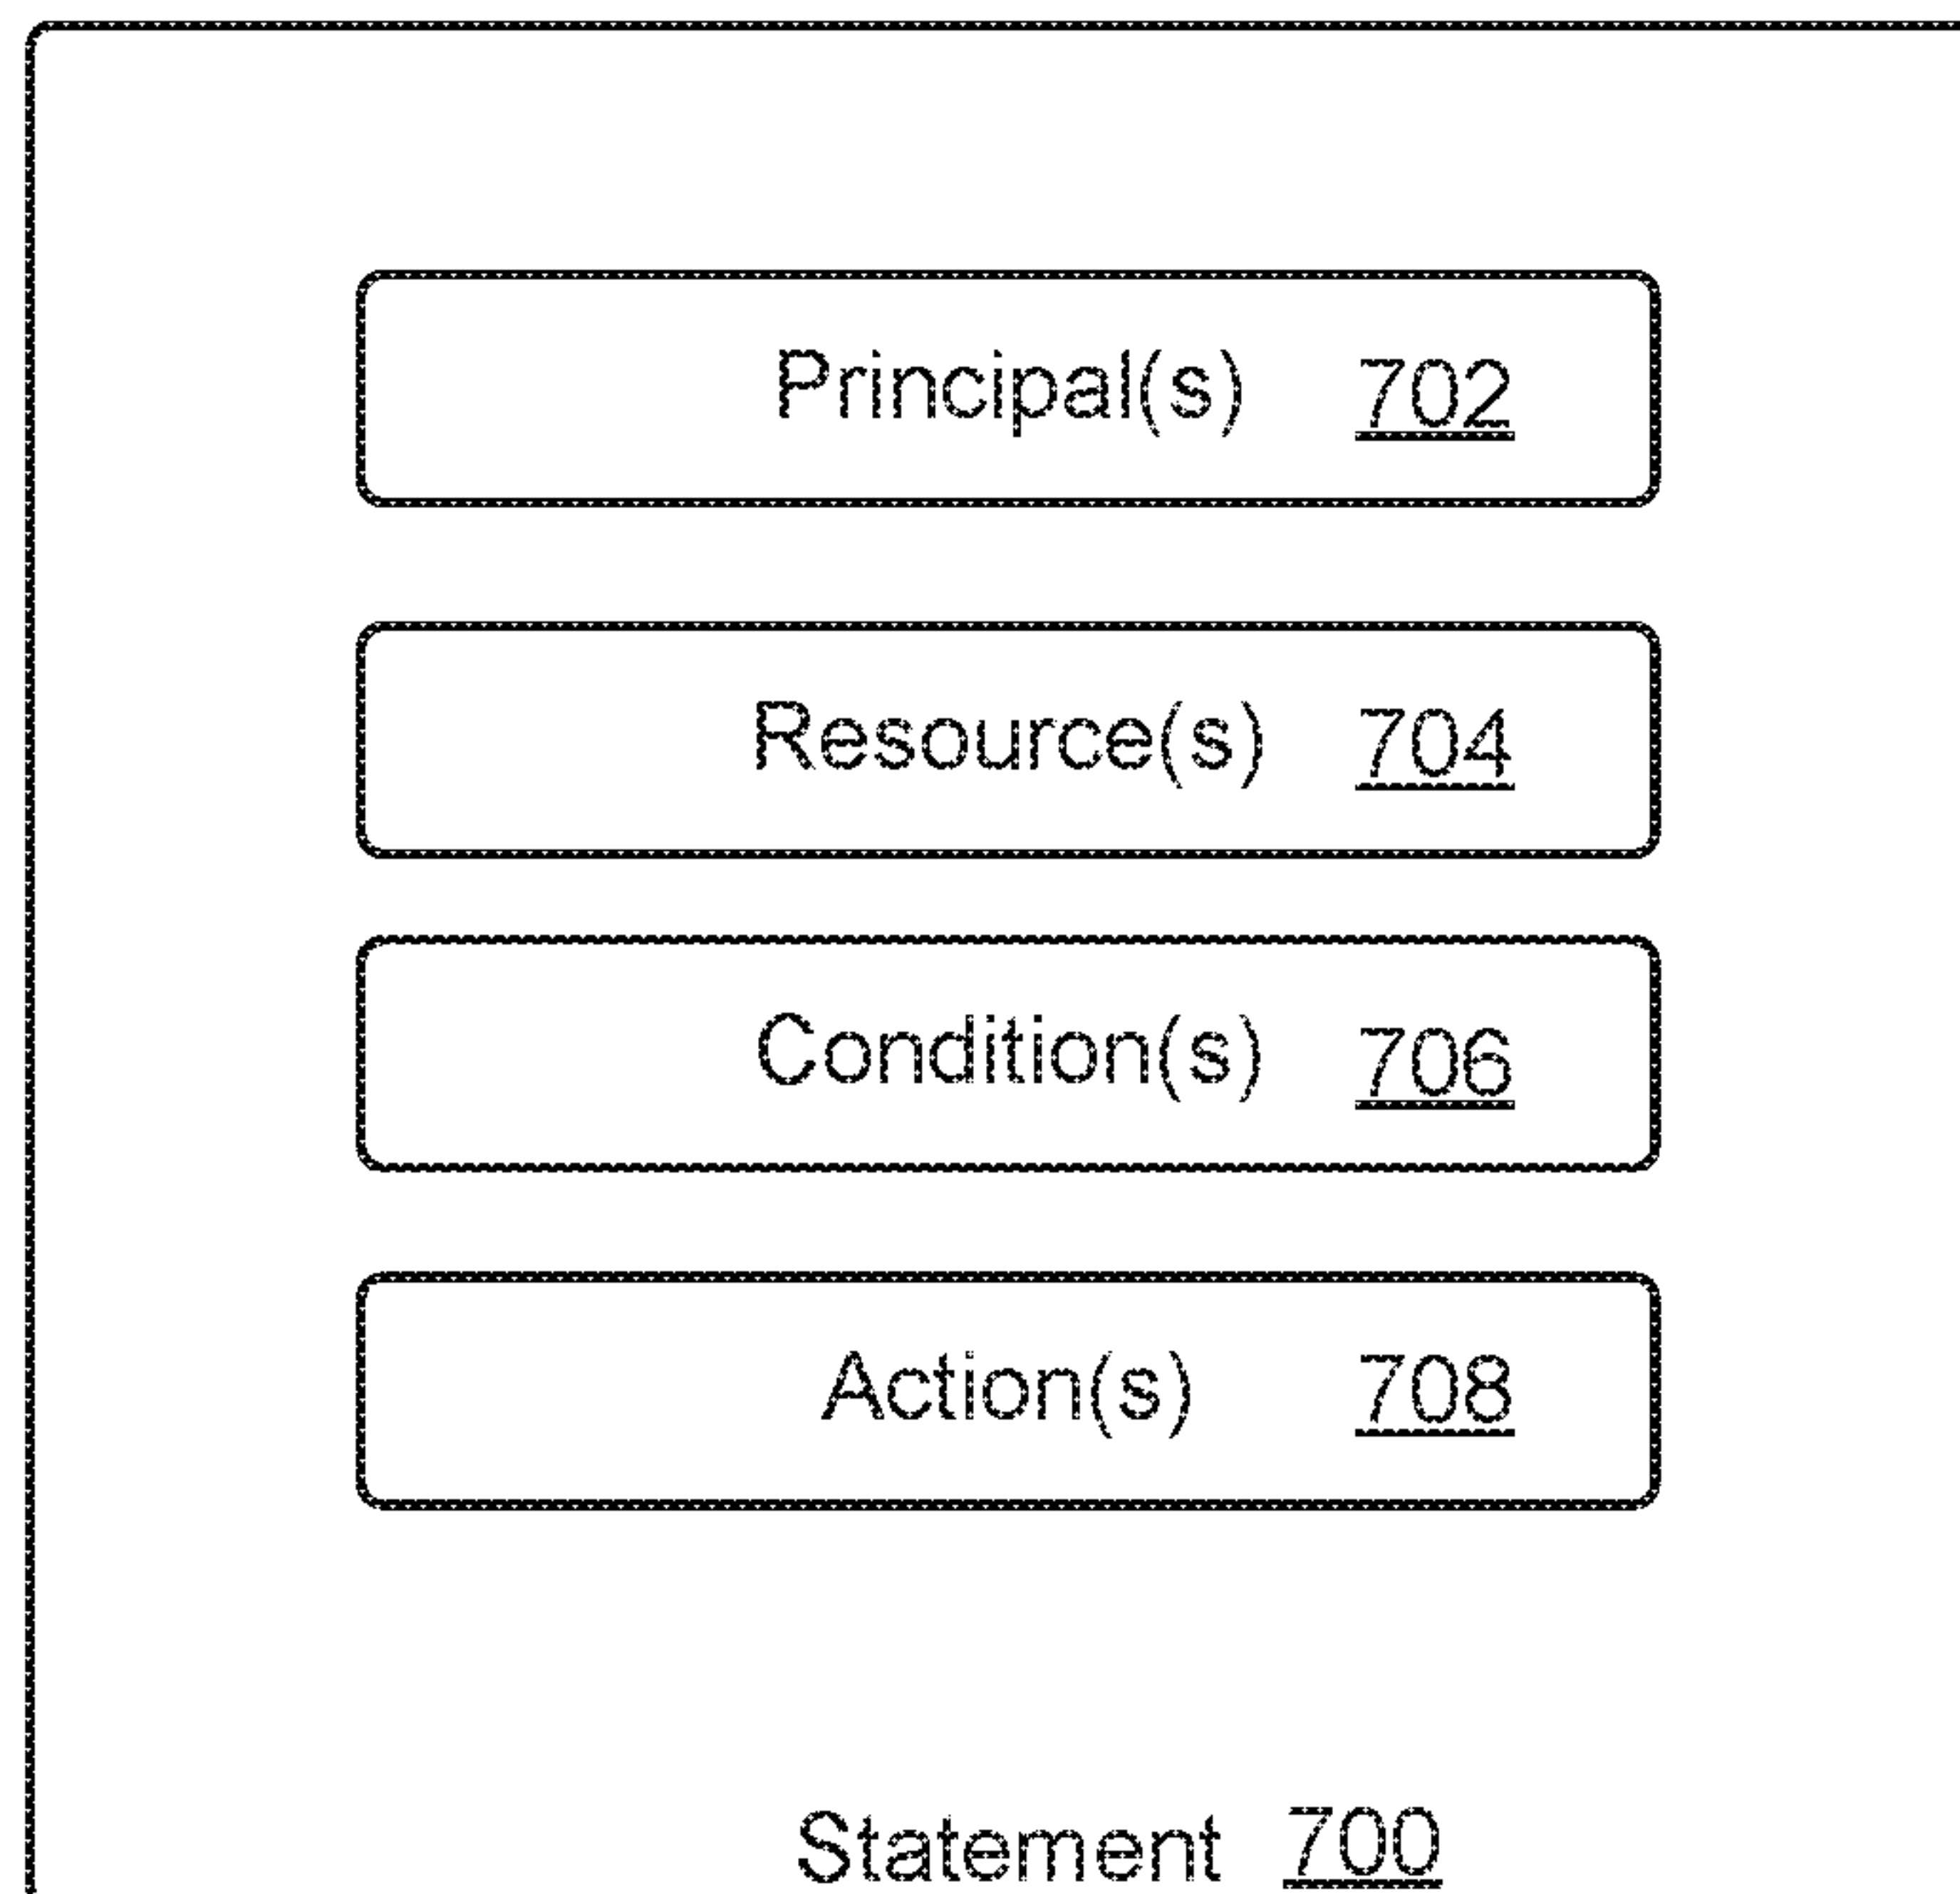 Principal(s) 702
Resource(s) 704
Condition(s) 706
Action(s) 708
Statement 700